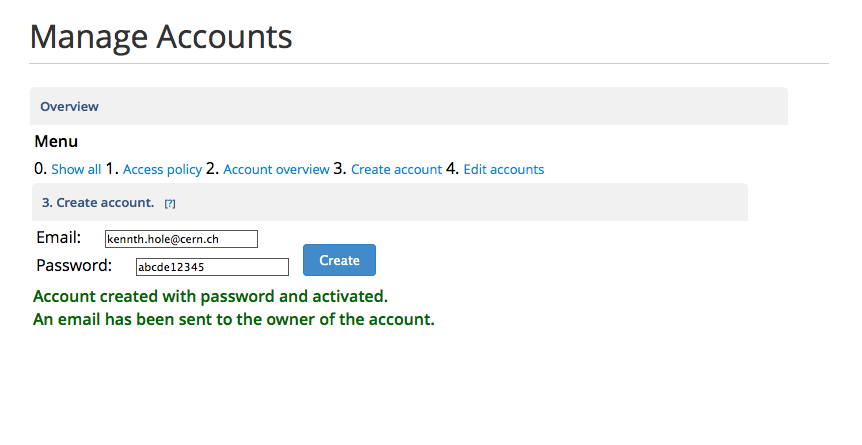 Manage Accounts
Overview
Menu
0. Show all 1. Access policy 2. Account overview 3. Create account 4. Edit accounts
3. Create account. [?]
Email: kennth.hole@cern.ch
Password: abcde12345 Create
Account created with password and activated.
An email has been sent to the owner of the account.